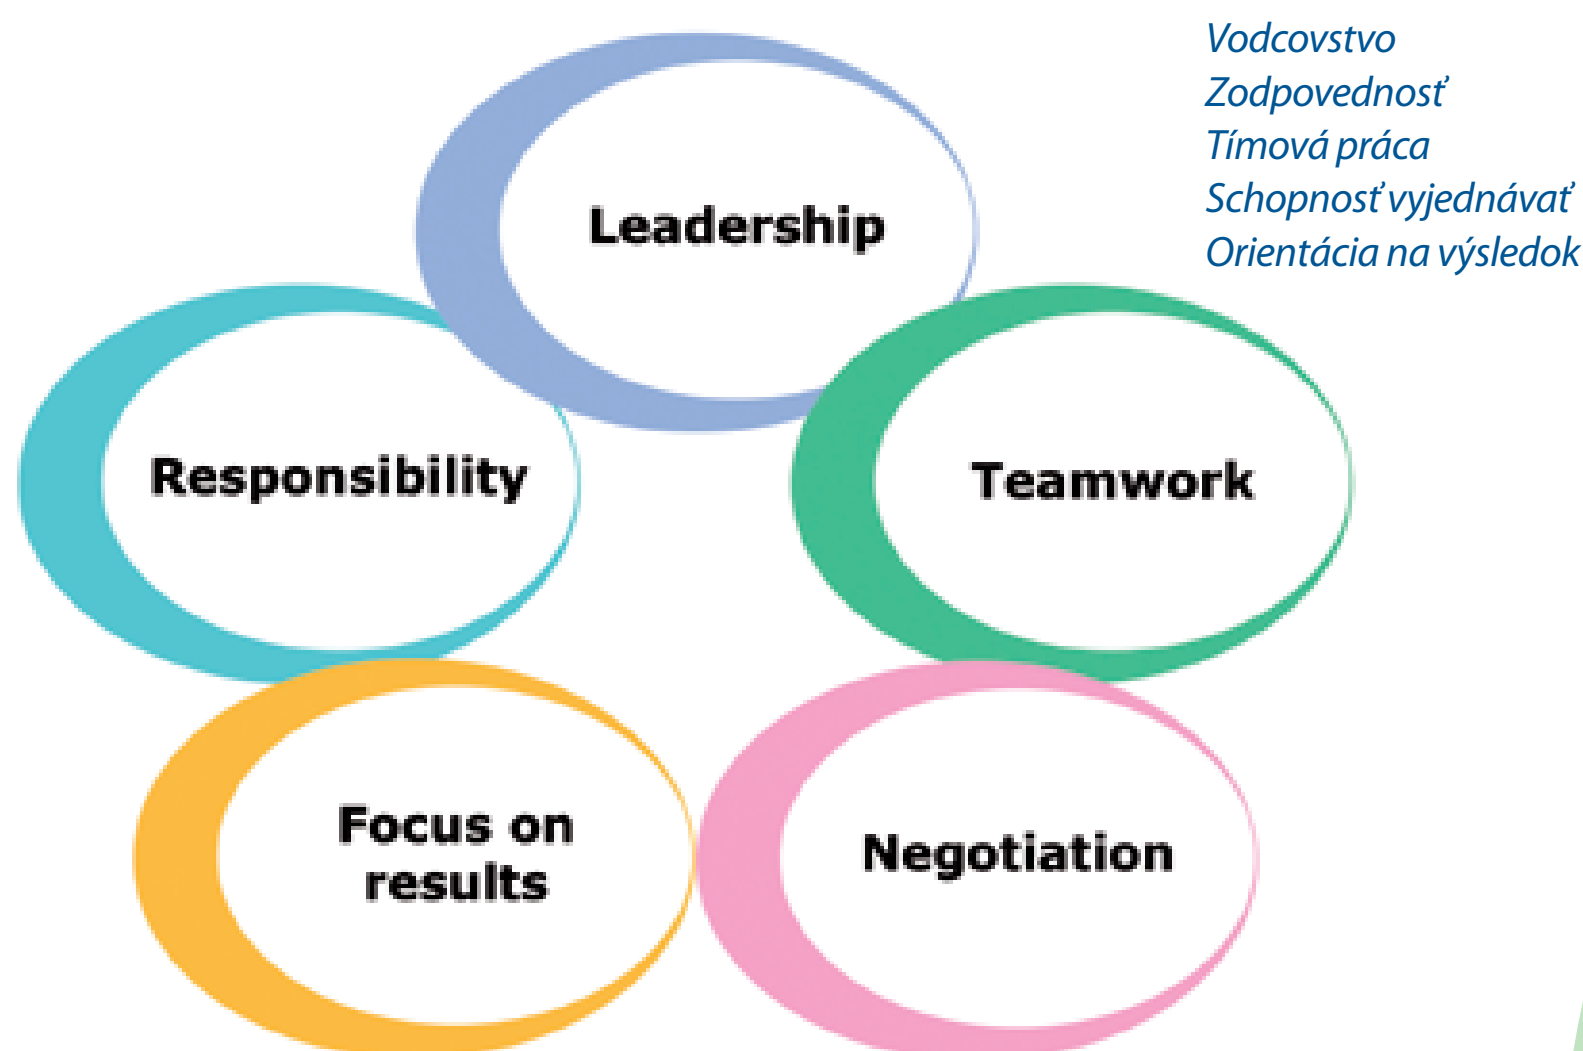 Vodcovstvo
Zodpovednosť
Tímová práca
Schopnosť vyjednávať
Orientácia na výsledok
Leadership
Responsibility
Teamwork
Focus on
results
Negotiation